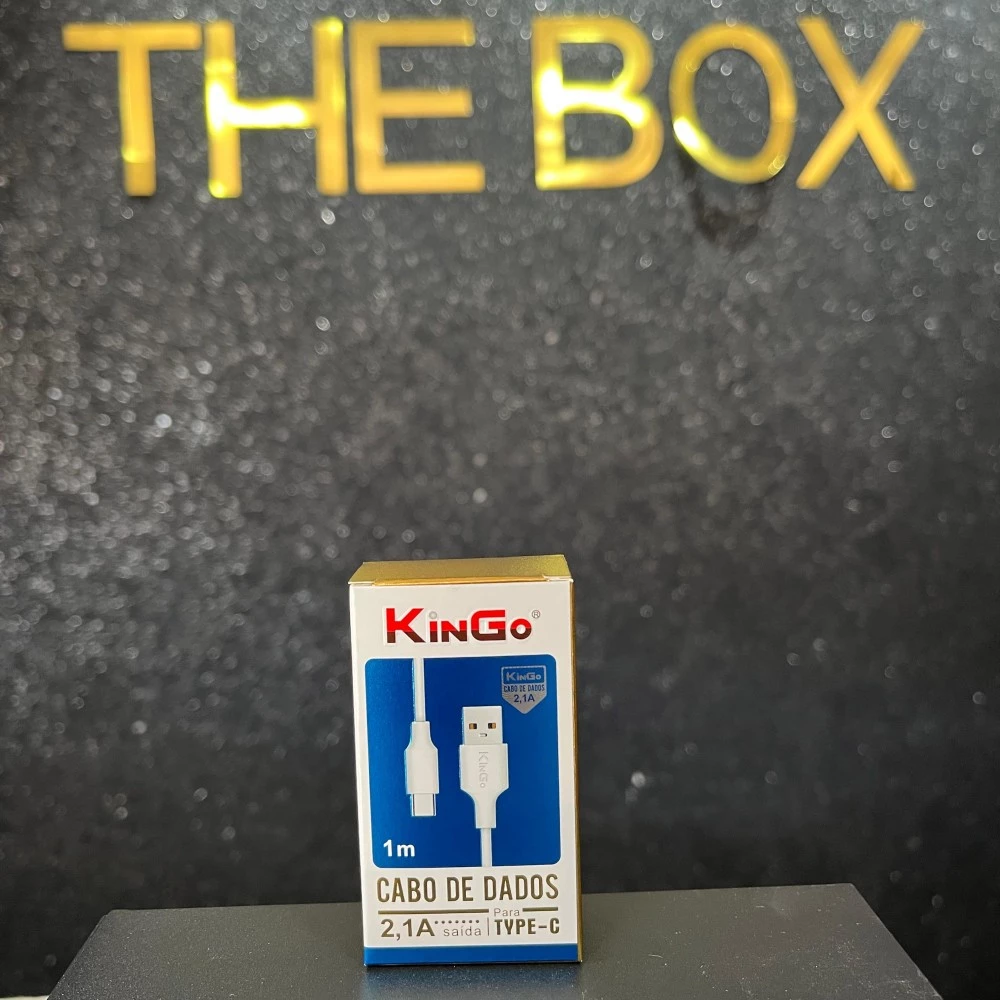 THE BOX
KINGO®
KINGO
CABO DE DADOS
2,1A
KINGO
1m
CABO DE DADOS
2,1A saída Para TYPE-C